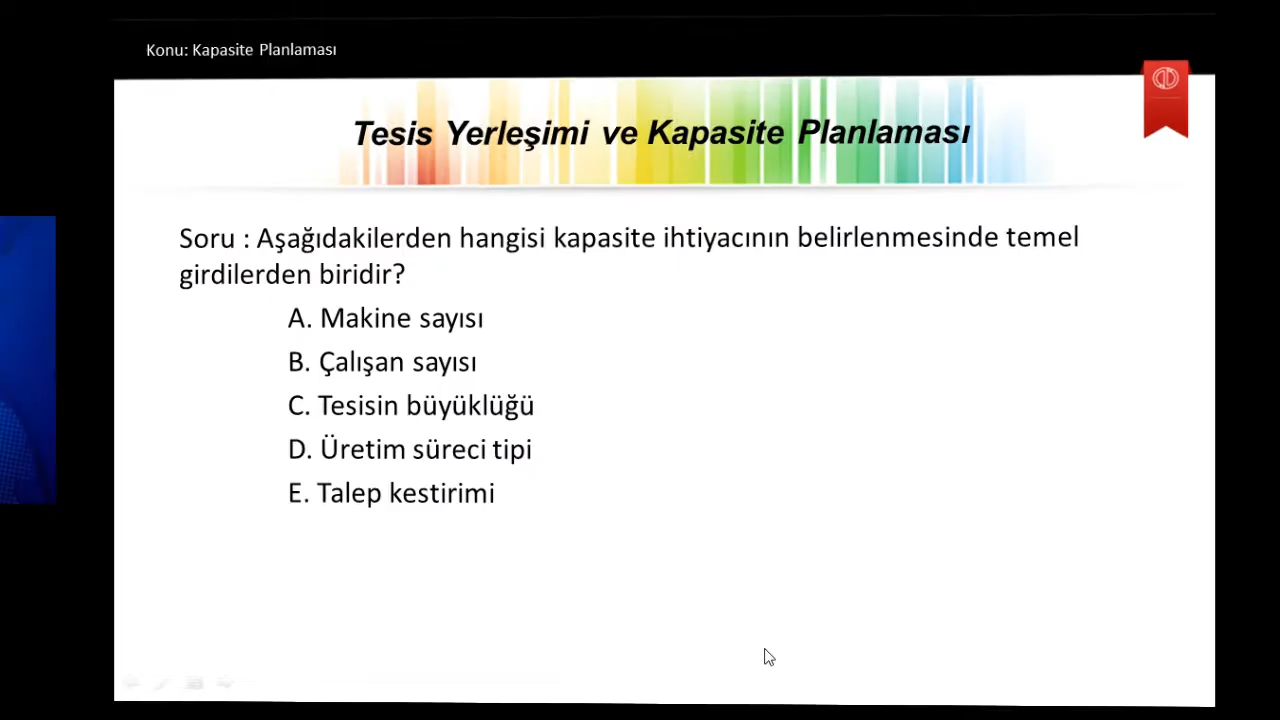 Konu: Kapasite Planlaması
Tesis Yerleşimi ve Kapasite Planlaması
Soru : Aşağıdakilerden hangisi kapasite ihtiyacının belirlenmesinde temel
girdilerden biridir?
A. Makine sayısı
B. Çalışan sayısı
C. Tesisin büyüklüğü
D. Üretim süreci tipi
E. Talep kestirimi